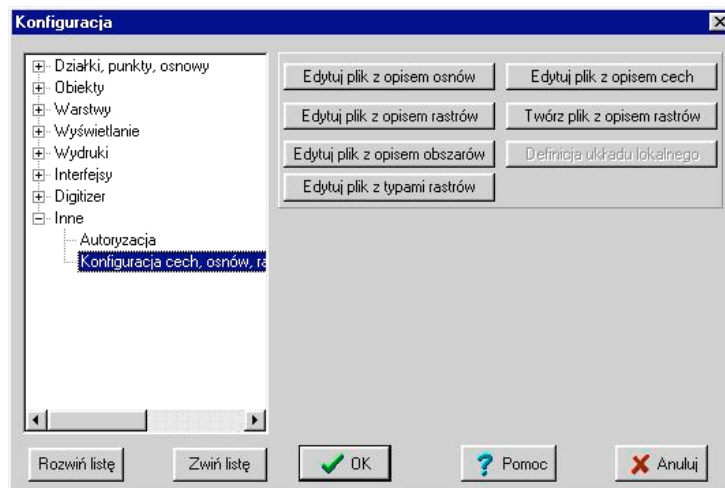 Konfiguracja
Działki, punkty, osnowy
Obiekty
Warstwy
Wyświetlanie
Wydruki
Interfejsy
Digitizer
Inne
Autoryzacja
Konfiguracja cech, osnów, ra
Edytuj plik z opisem osnów
Edytuj plik z opisem cech
Edytuj plik z opisem rastrów
Twórz plik z opisem rastrów
Edytuj plik z opisem obszarów
Definicja układu lokalnego
Edytuj plik z typami rastrów
Rozwiń listę
Zwiń listę
OK
Pomoc
Anuluj